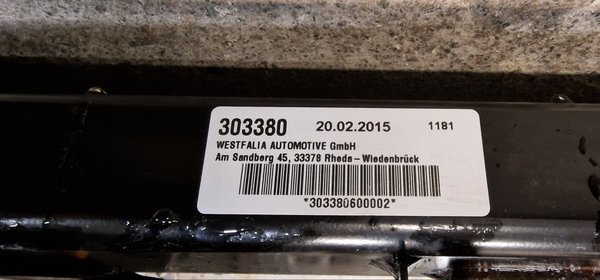 303380 20.02.2015 1181
WESTFALIA AUTOMOTIVE GmbH
Am Sandberg 45, 33378 Rheda-Wiedenbrück
*303380600002*